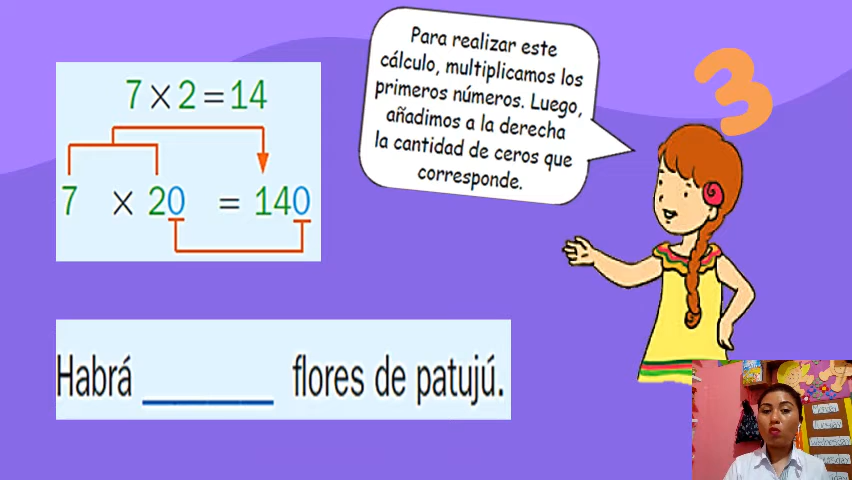 7 × 2 = 14
7 × 20 = 140
Para realizar este
cálculo, multiplicamos los
primeros números. Luego,
añadimos a la derecha
la cantidad de ceros que
corresponde.
3
Habrá ________ flores de patujú.